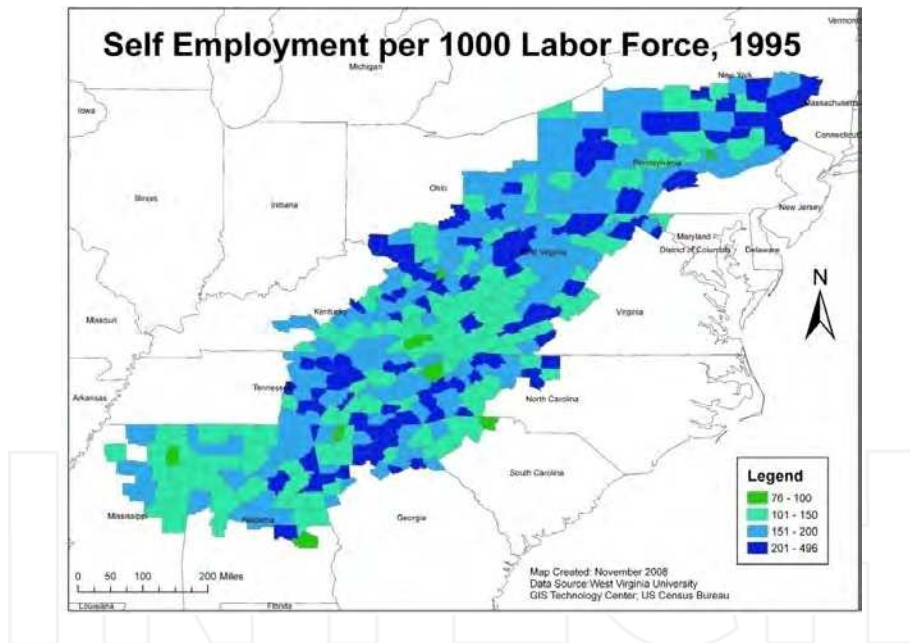 Self Employment per 1000 Labor Force, 1995
Vermont
Michigan
New York
Iowa
Massachusetts
Connecticut
Pennsylvania
Ohio
Illinois
Indiana
New Jersey
Maryland
District of Columbia
Delaware
West Virginia
N
Kentucky
Virginia
Missouri
Tennessee
Arkansas
North Carolina
South Carolina
Legend
76 - 100
101 - 150
151 - 200
201 - 496
Mississippi
Alabama
Georgia
0 50 100 200 Miles
Map Created: November 2008
Data Source:West Virginia University
GIS Technology Center; US Census Bureau
Louisiana
Florida